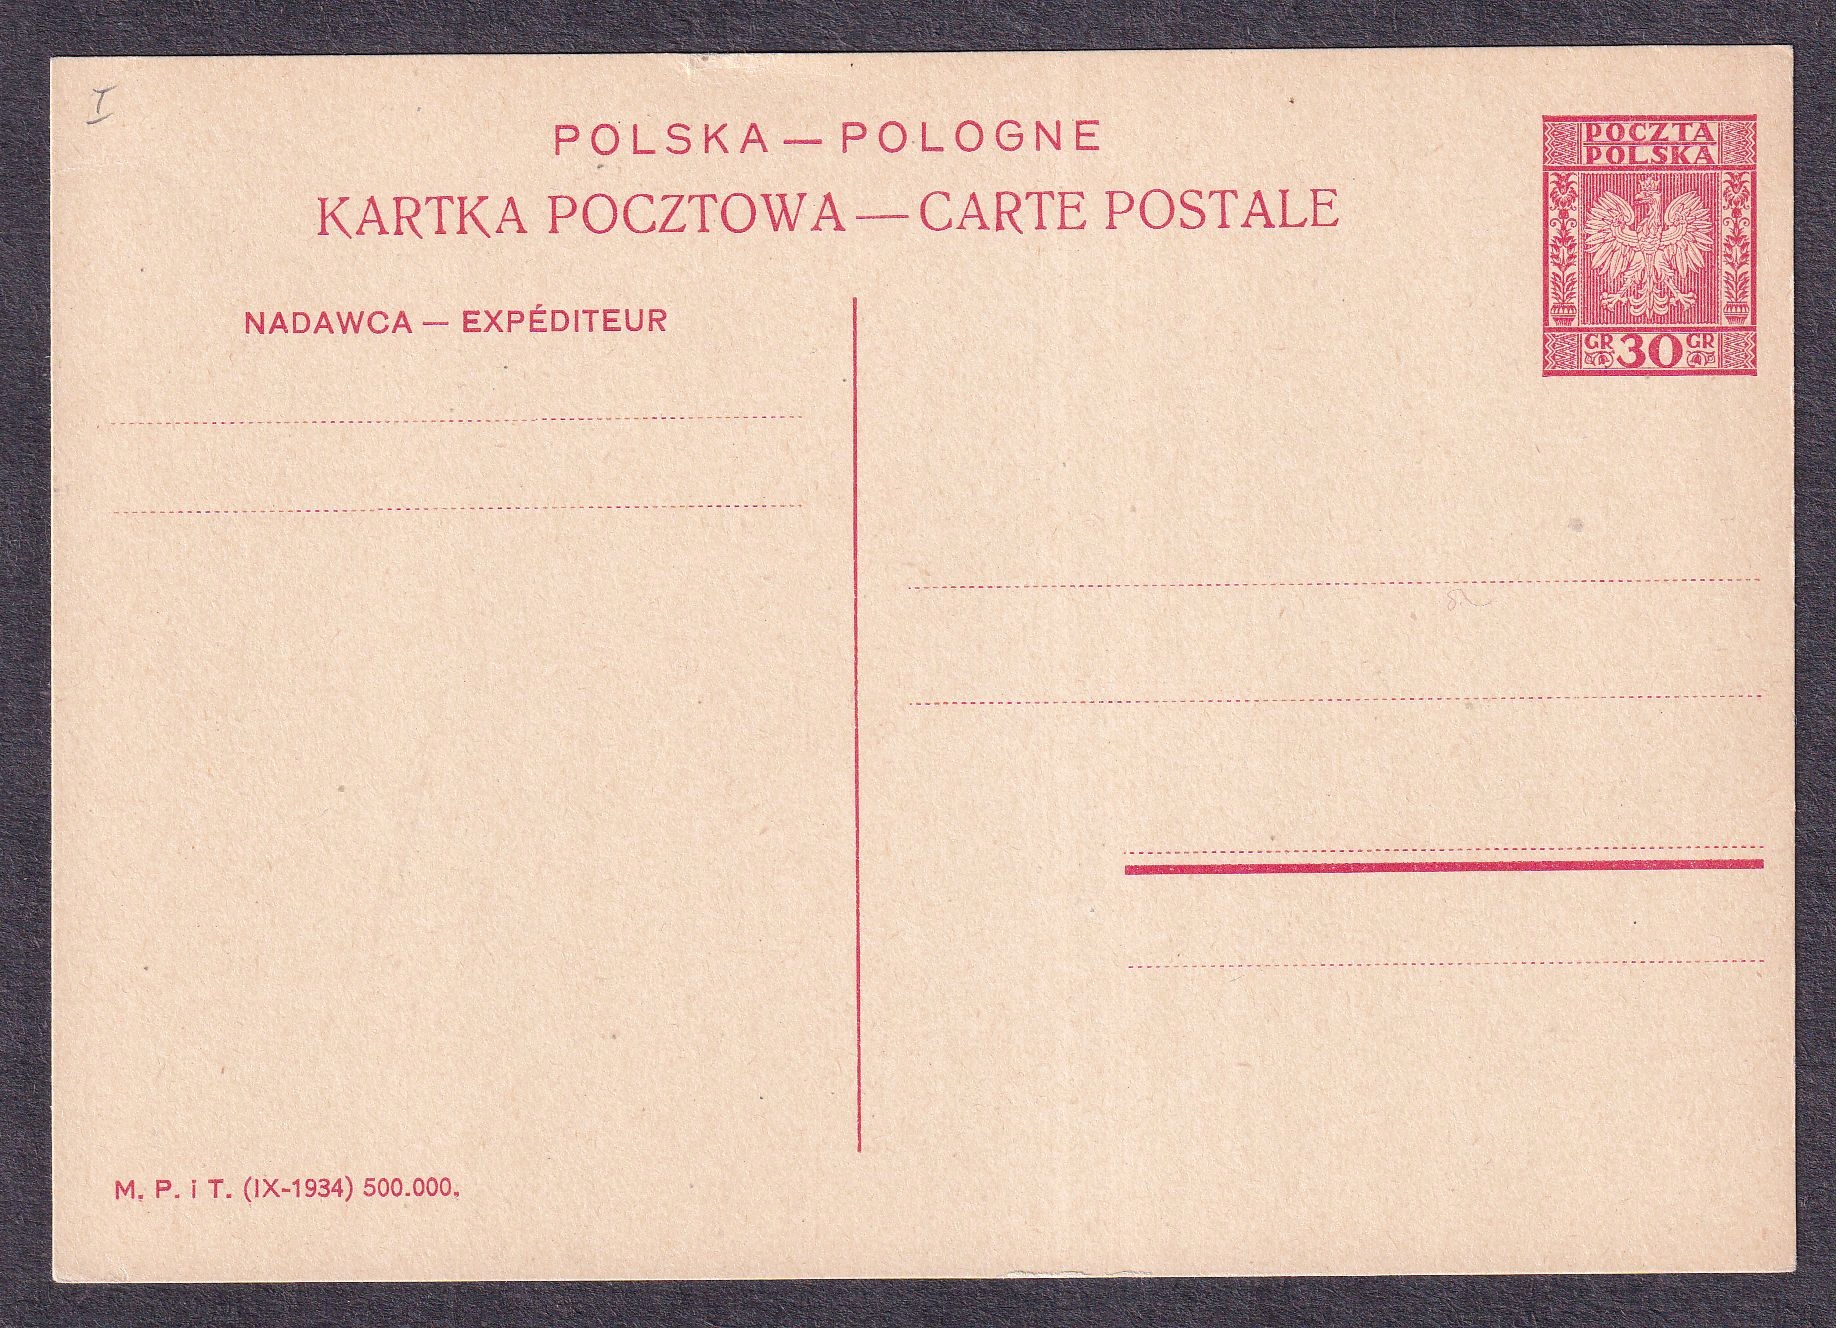 I
POLSKA — POLOGNE
KARTKA POCZTOWA — CARTE POSTALE
POCZTA
POLSKA
GR 30 GR
NADAWCA — EXPÉDITEUR
M. P. i T. (IX-1934) 500.000.